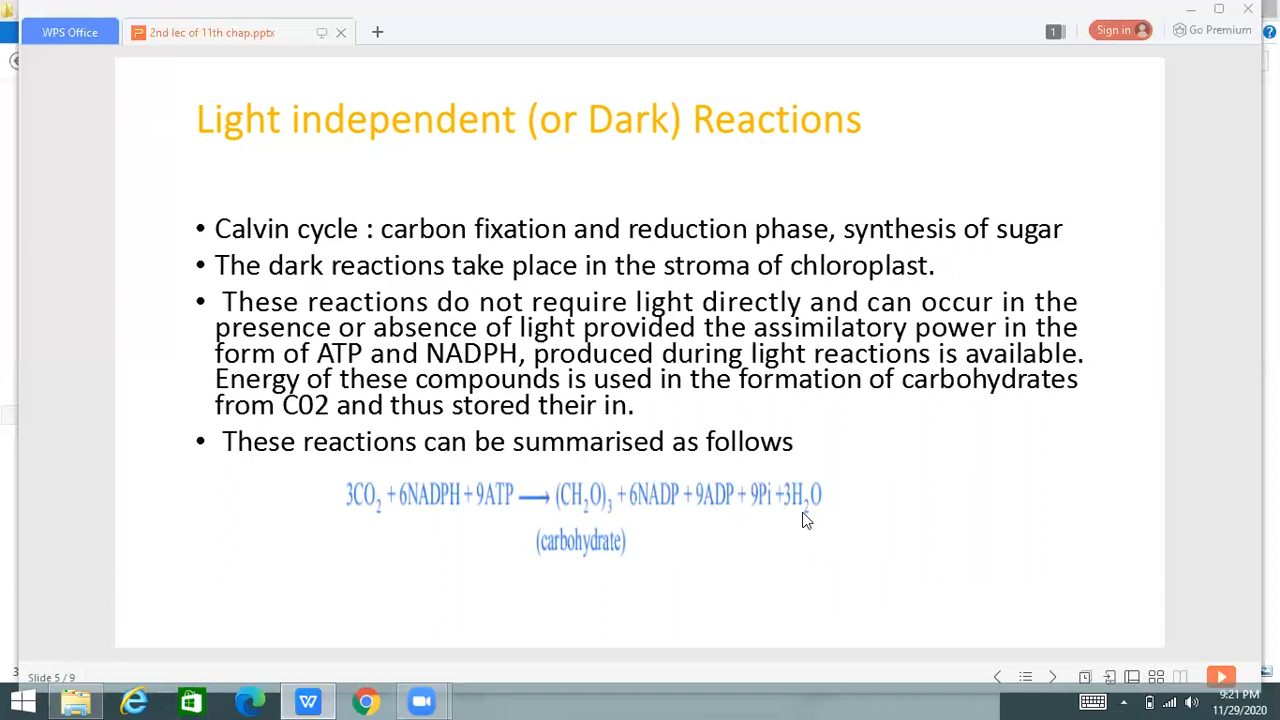 WPS Office
2nd lec of 11th chap.pptx
1
Sign in
Go Premium
Light independent (or Dark) Reactions
• Calvin cycle : carbon fixation and reduction phase, synthesis of sugar
• The dark reactions take place in the stroma of chloroplast.
• These reactions do not require light directly and can occur in the
presence or absence of light provided the assimilatory power in the
form of ATP and NADPH, produced during light reactions is available.
Energy of these compounds is used in the formation of carbohydrates
from C02 and thus stored their in.
• These reactions can be summarised as follows
3CO₂ + 6NADPH + 9ATP ⟶ (CH₂O)₃ + 6NADP + 9ADP + 9Pi +3H₂O
(carbohydrate)
Slide 5 / 9
9:21 PM
11/29/2020